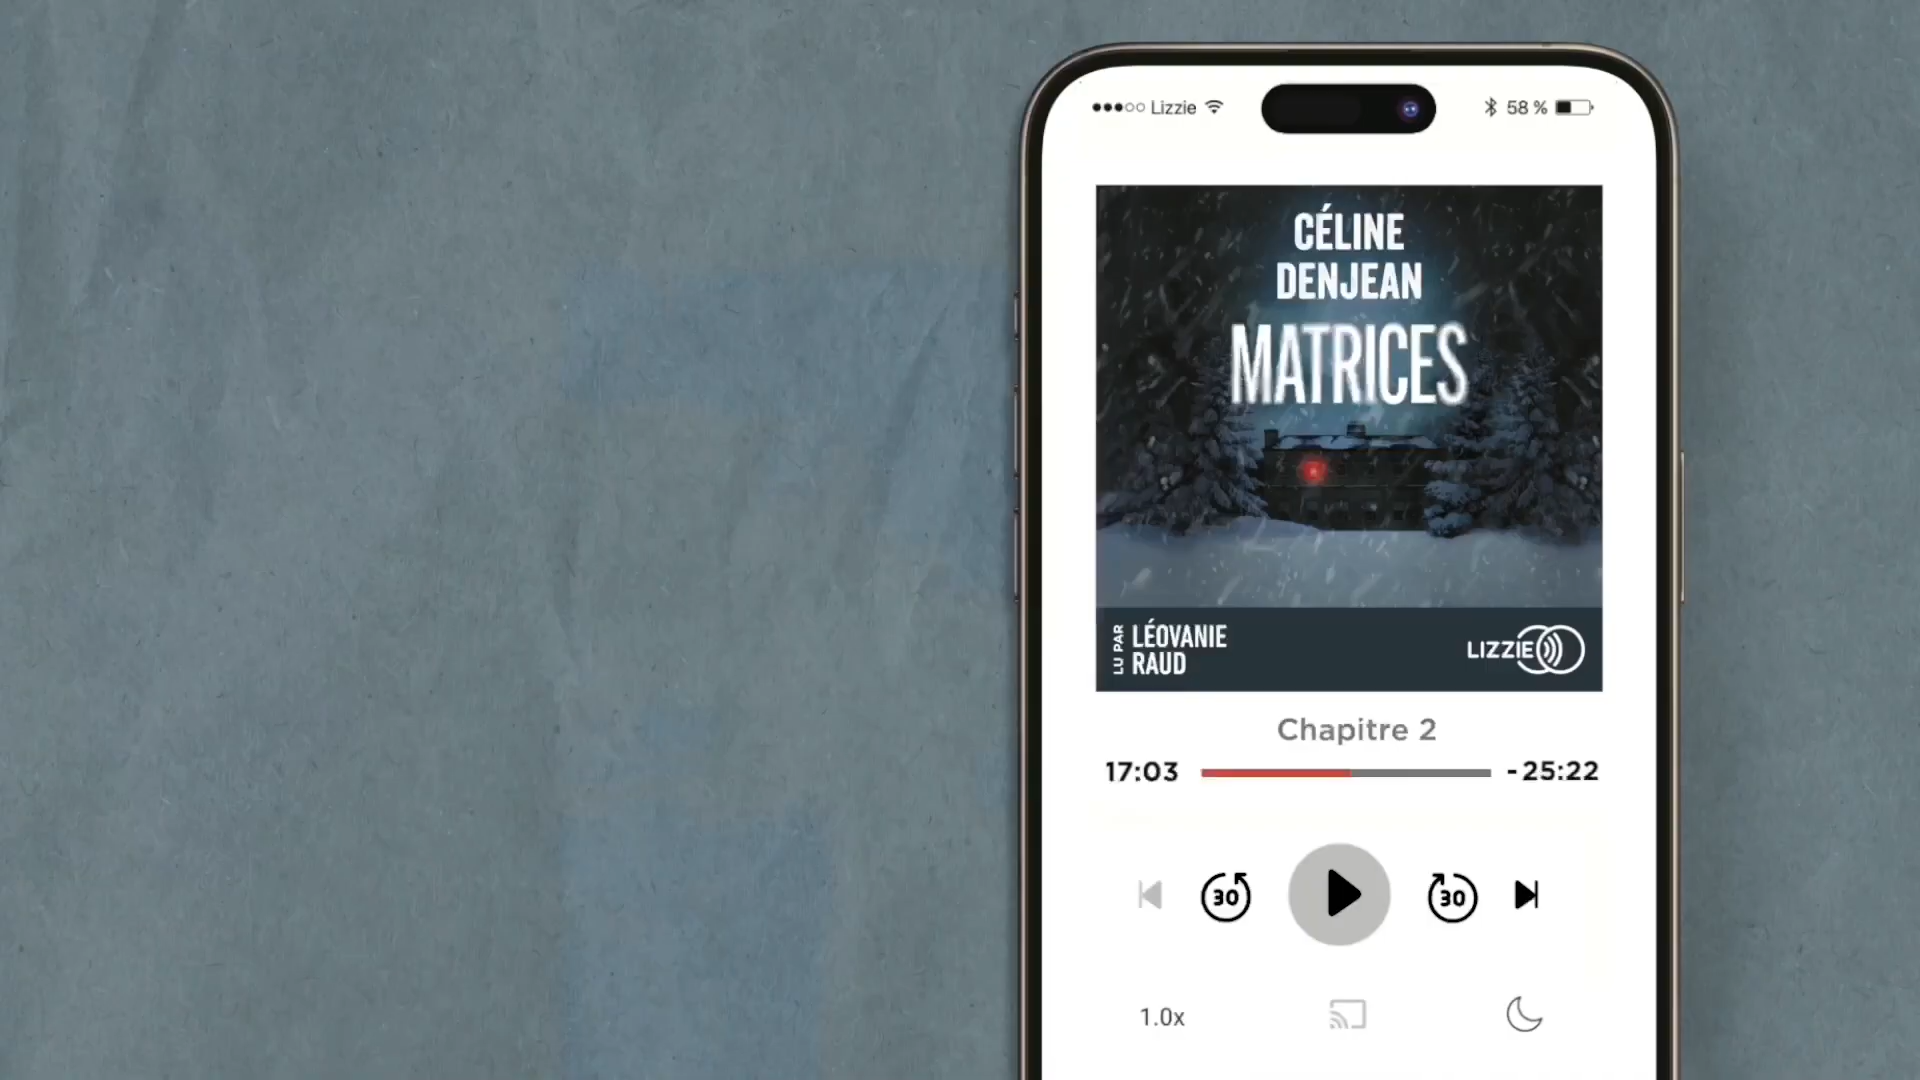 Lizzie
58 %
CÉLINE
DENJEAN
MATRICES
LU PAR
LÉOVANIE
RAUD
LIZZIE
Chapitre 2
17:03
-25:22
30
30
1.0x